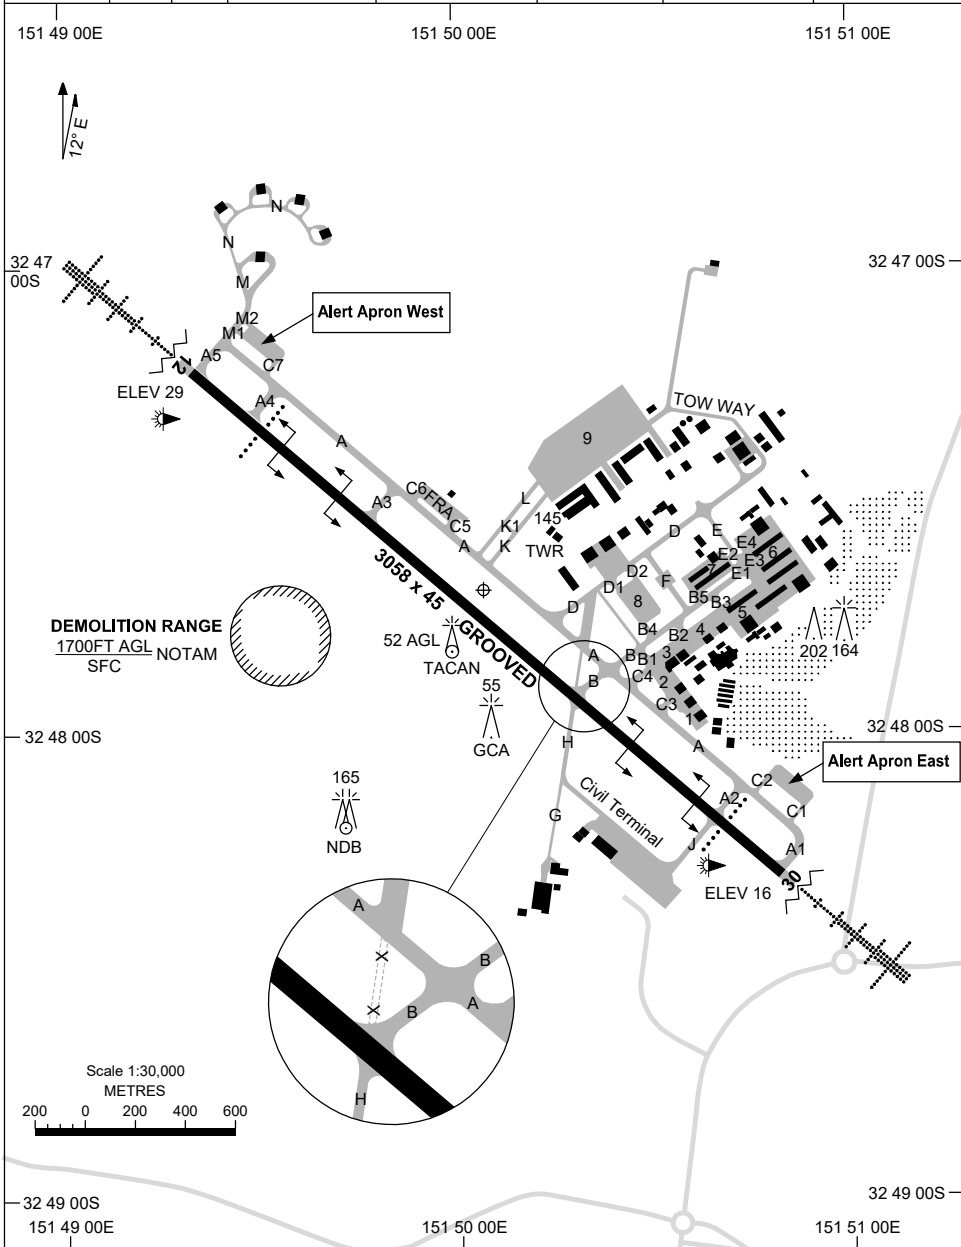 151 49 00E
151 50 00E
151 51 00E
12° E
N
N
32 47
00S
32 47 00S
M
M2
M1
Alert Apron West
A5
C7
12
ELEV 29
A4
TOW WAY
9
A
C6
FRA
C5
L
K1
145
A3
A
K
TWR
D
E
E4
E2
E3
6
7
E1
3058 x 45
GROOVED
D2
D1
F
8
B5
B3
5
D
DEMOLITION RANGE
1700FT AGL
SFC
NOTAM
52 AGL
TACAN
B4
B2
4
202
164
A
B
B1
3
B
C4
2
55
C3
1
GCA
32 48 00S
32 48 00S
H
A
Alert Apron East
165
NDB
C2
Civil Terminal
A2
C1
G
J
A1
ELEV 16
30
A
X
B
A
X
B
H
Scale 1:30,000
METRES
200 0 200 400 600
32 49 00S
32 49 00S
151 49 00E
151 50 00E
151 51 00E